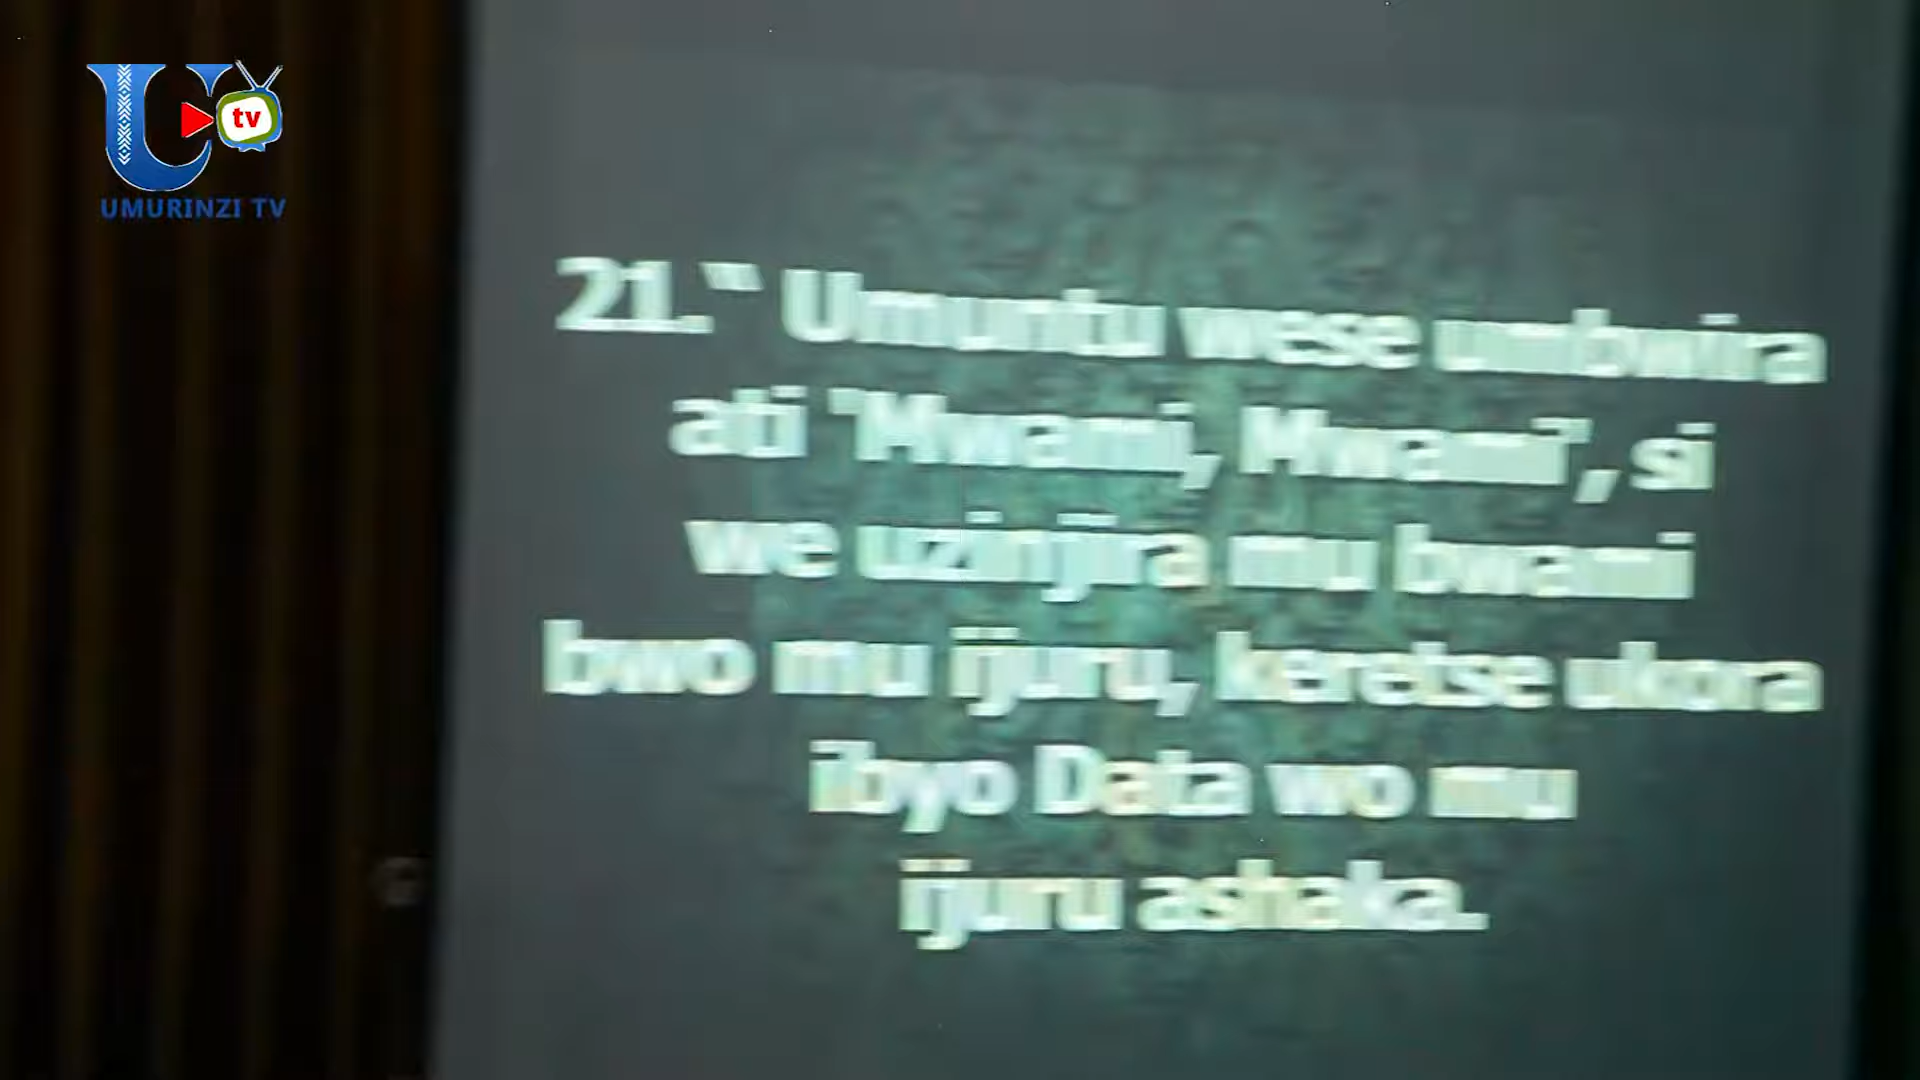 tv
UMURINZI TV
21.“ Umuntu wese umbwira
ati 'Mwami, Mwami', si
we uzinjira mu bwami
bwo mu ijuru, keretse ukora
ibyo Data wo mu
ijuru ashaka.